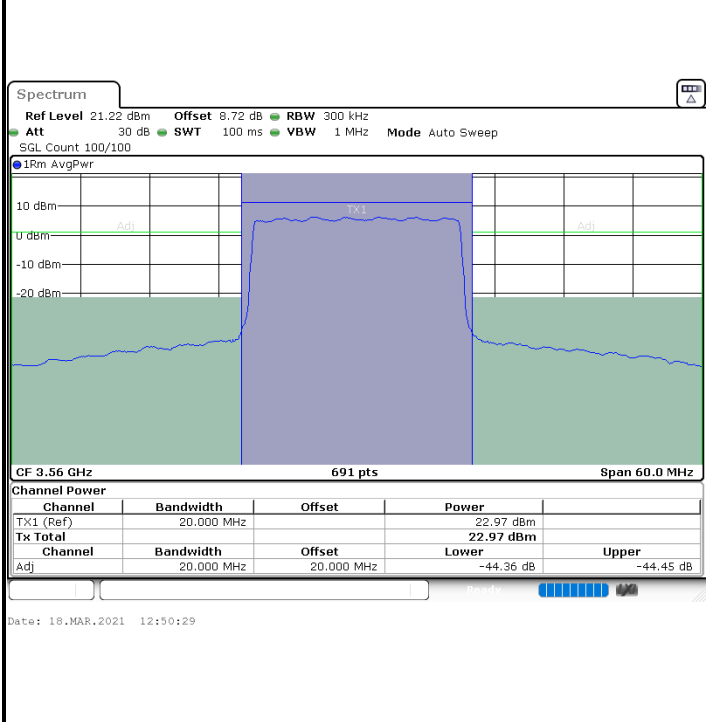 Spectrum
Ref Level 21.22 dBm Offset 8.72 dB RBW 300 kHz
Att 30 dB SWT 100 ms VBW 1 MHz Mode Auto Sweep
SGL Count 100/100
1Rm AvgPwr
TX1
10 dBm
Adj Adj
0 dBm
-10 dBm
-20 dBm
CF 3.56 GHz 691 pts Span 60.0 MHz
Channel Power
Channel Bandwidth Offset Power
TX1 (Ref) 20.000 MHz 22.97 dBm
Tx Total 22.97 dBm
Channel Bandwidth Offset Lower Upper
Adj 20.000 MHz 20.000 MHz -44.36 dB -44.45 dB
Ready
Date: 18.MAR.2021 12:50:29